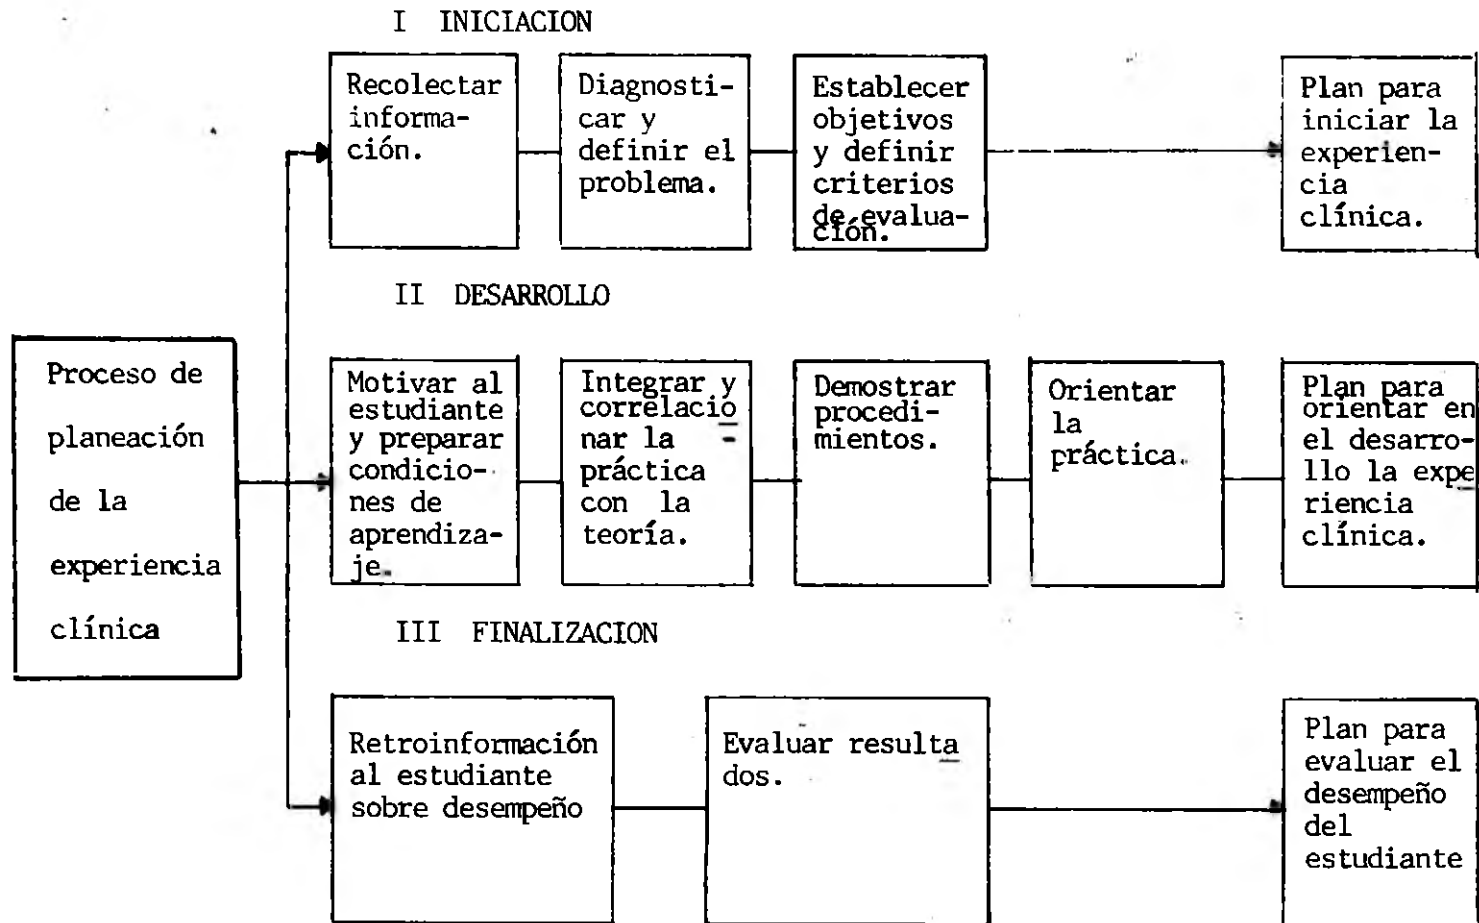 I INICIACION
Recolectar
informa-
ción.
Diagnosti-
car y
definir el
problema.
Establecer
objetivos
y definir
criterios
de evalua-
ción.
Plan para
iniciar la
experien-
cia
clínica.
II DESARROLLO
Proceso de
planeación
de la
experiencia
clínica
Motivar al
estudiante
y preparar
condicio-
nes de
aprendiza-
je.
Integrar y
correlacio
nar la
práctica
con la
teoría.
Demostrar
procedi-
mientos.
Orientar
la
práctica.
Plan para
orientar en
el desarro-
llo la expe
riencia
clínica.
III FINALIZACION
Retroinformación
al estudiante
sobre desempeño
Evaluar resulta
dos.
Plan para
evaluar el
desempeño
del
estudiante